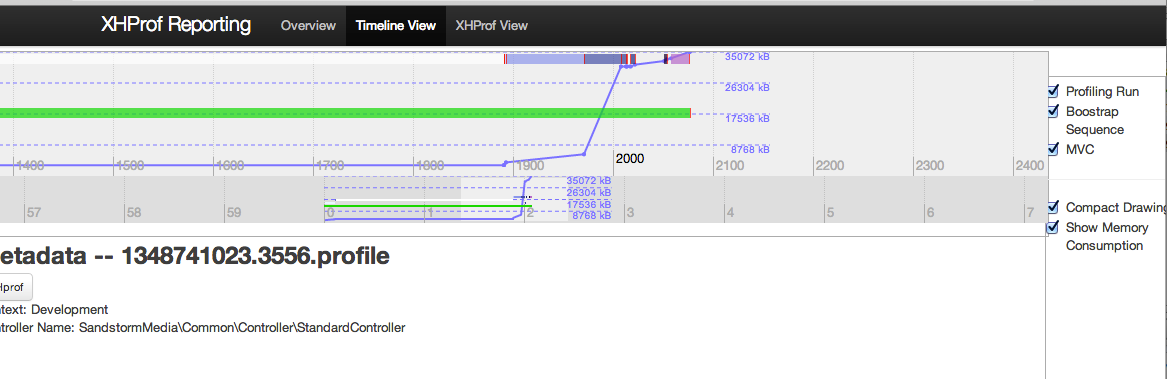 XHProf Reporting Overview Timeline View XHProf View
35072 kB
26304 kB
17536 kB
8768 kB
1400 1500 1600 1700 1800 1900 2000 2100 2200 2300 2400
35072 kB
26304 kB
17536 kB
8768 kB
57 58 59 0 1 2 3 4 5 6 7
Profiling Run
Boostrap
Sequence
MVC
Compact Drawing
Show Memory
Consumption
etadata -- 1348741023.3556.profile
Hprof
text: Development
troller Name: SandstormMedia\Common\Controller\StandardController